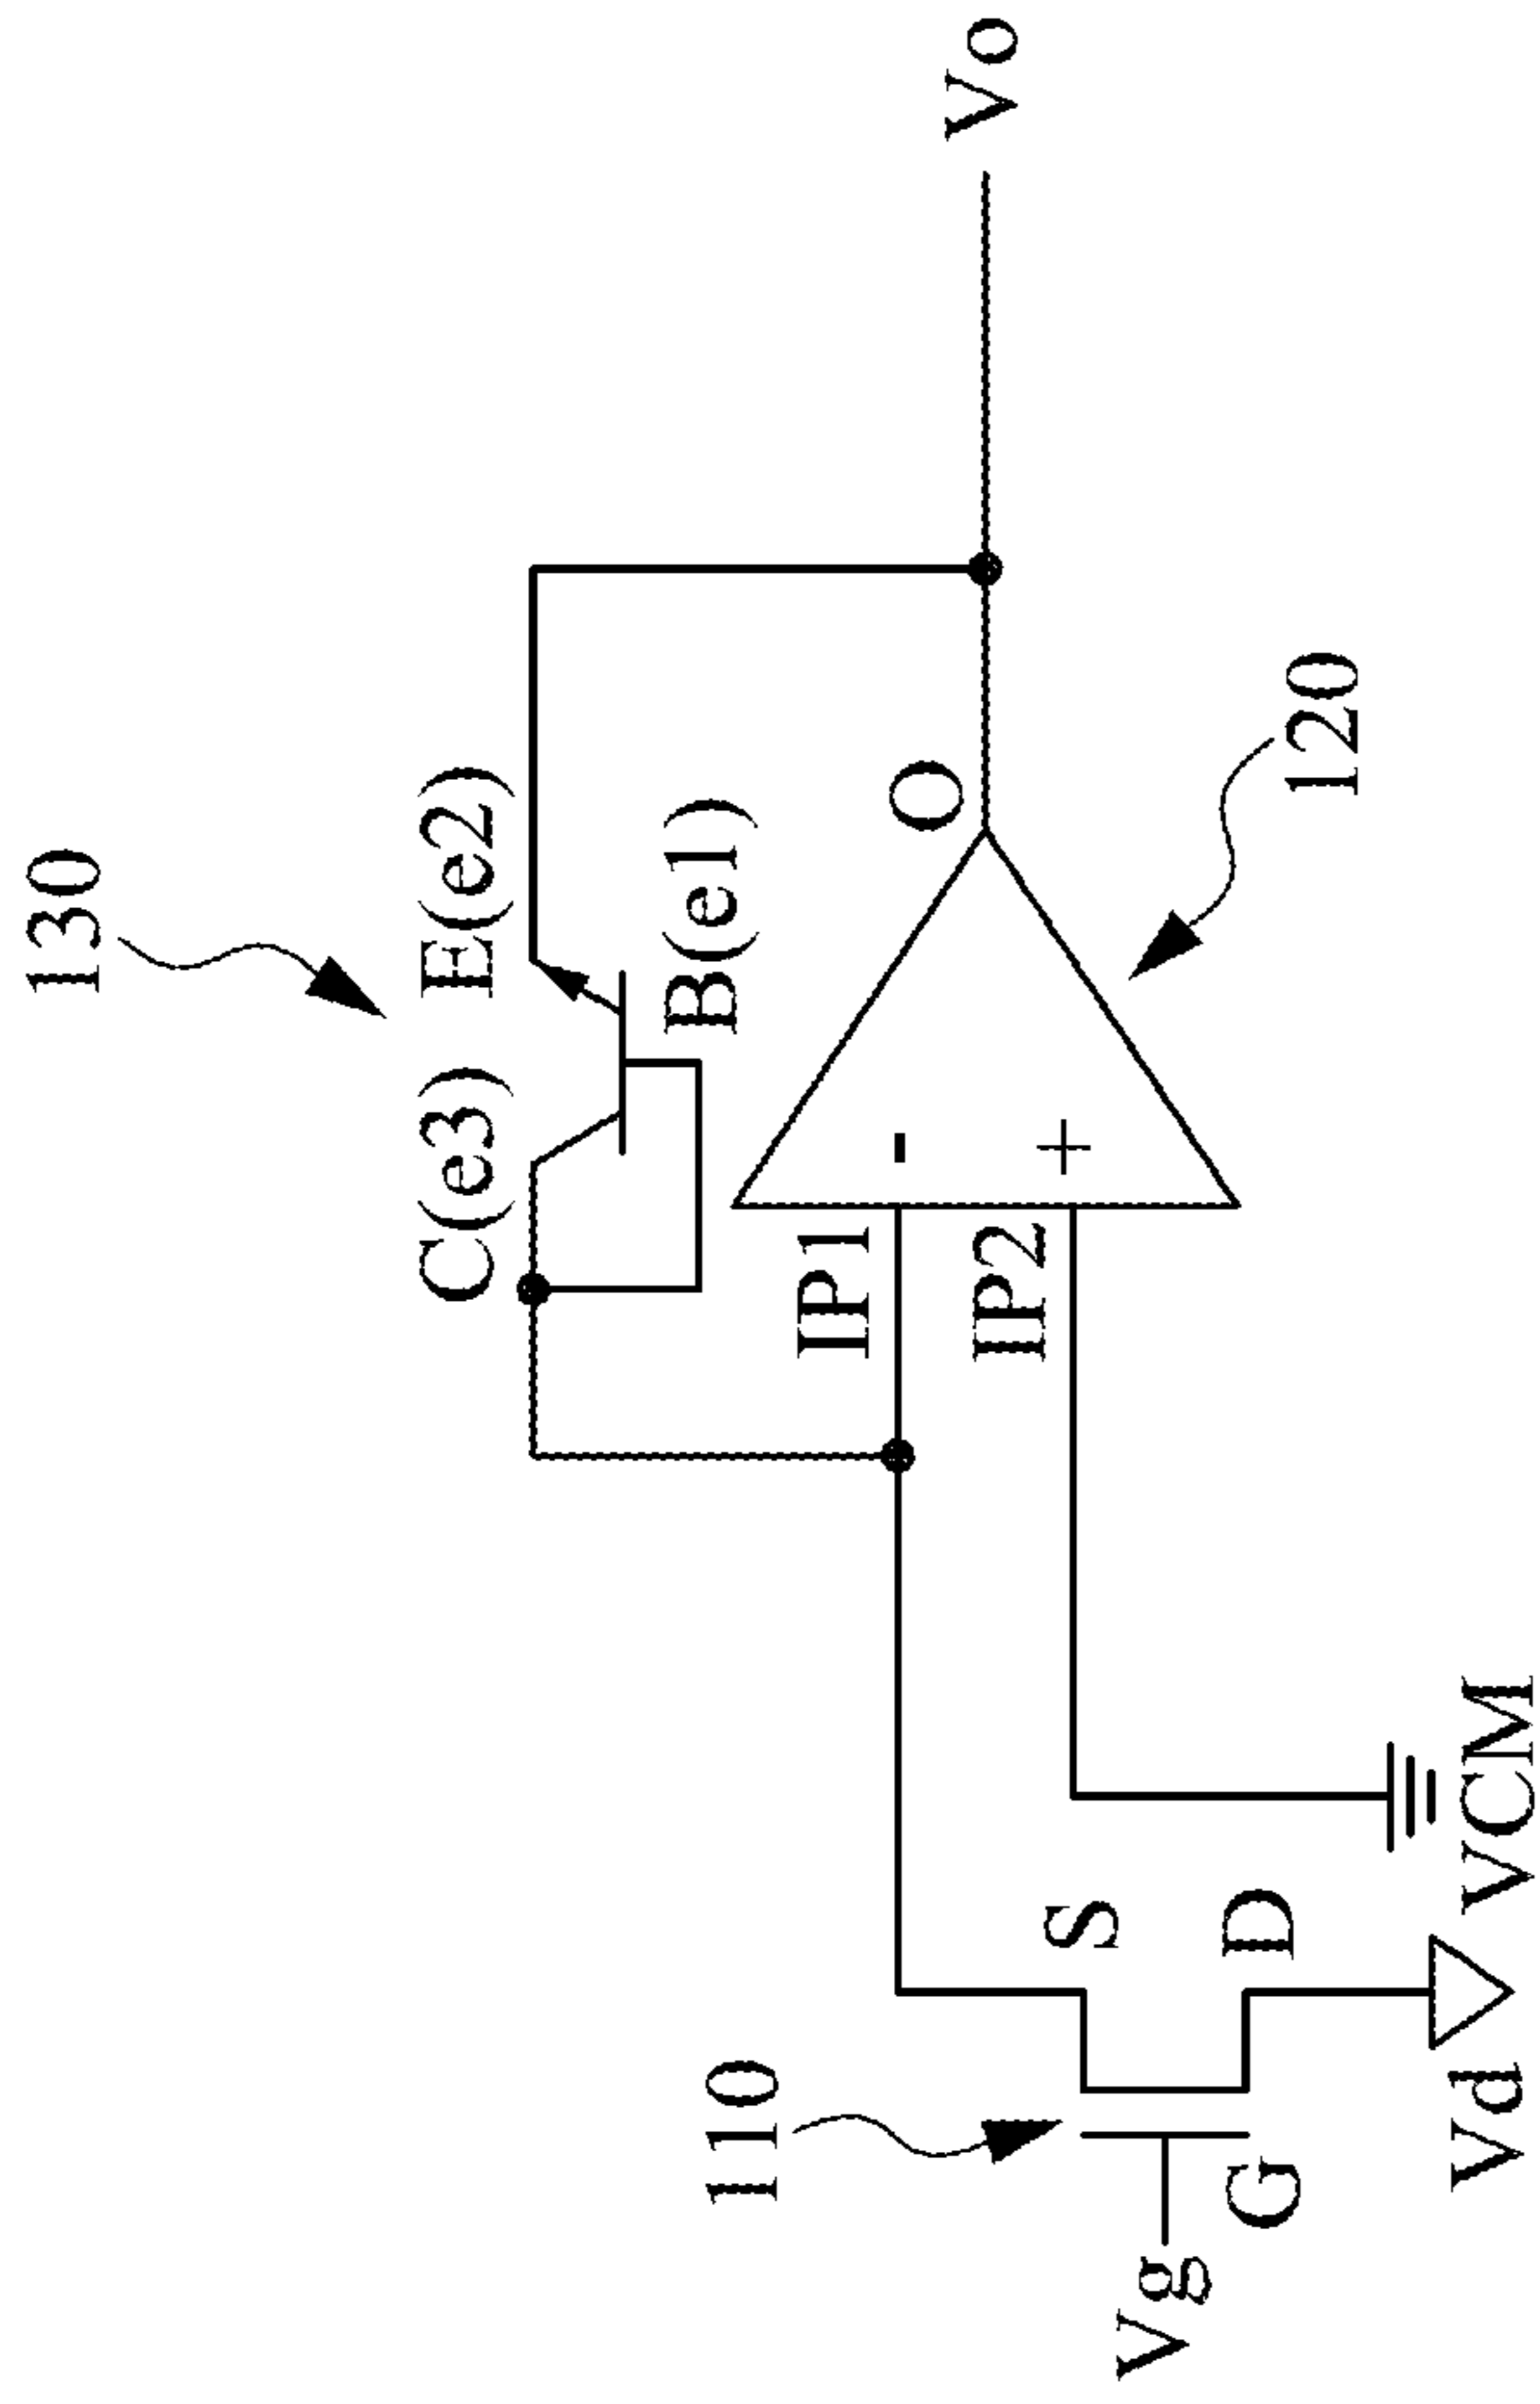 130
C(e3)
E(e2)
B(e1)
110
IP1
-
O
Vo
IP2
+
S
Vg
G
D
120
Vd
VCM